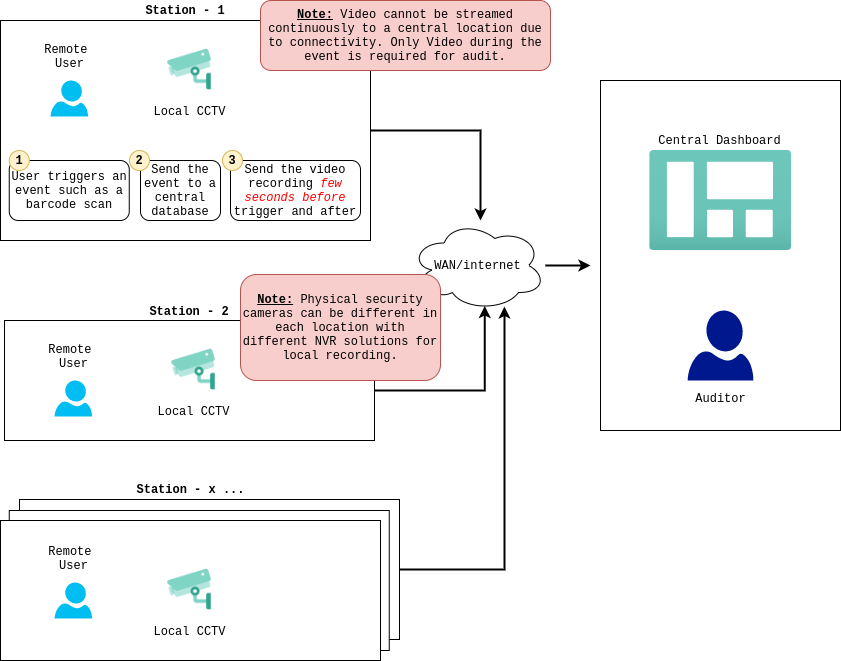 Station - 1
Note: Video cannot be streamed
continuously to a central location due
to connectivity. Only Video during the
event is required for audit.
Remote
User
Local CCTV
1
User triggers an
event such as a
barcode scan
2
Send the
event to a
central
database
3
Send the video
recording few
seconds before
trigger and after
WAN/internet
Central Dashboard
Auditor
Station - 2
Note: Physical security
cameras can be different in
each location with
different NVR solutions for
local recording.
Remote
User
Local CCTV
Station - x ...
Remote
User
Local CCTV